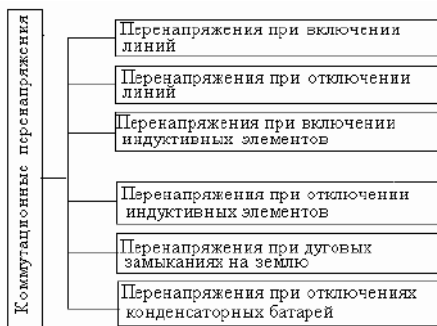 Коммутационные перенапряжения
Перенапряжения при включении
линий
Перенапряжения при отключении
линий
Перенапряжения при включении
индуктивных элементов
Перенапряжения при отключении
индуктивных элементов
Перенапряжения при дуговых
замыканиях на землю
Перенапряжения при отключениях
конденсаторных батарей